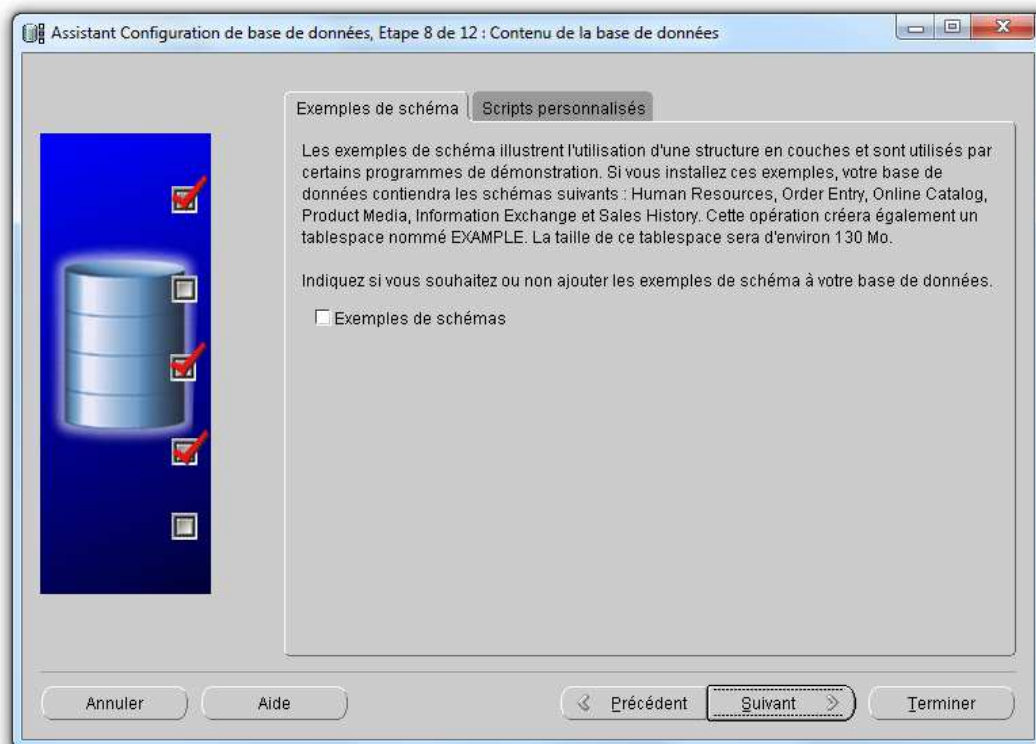 Assistant Configuration de base de données, Etape 8 de 12 : Contenu de la base de données
Exemples de schéma
Scripts personnalisés
Les exemples de schéma illustrent l'utilisation d'une structure en couches et sont utilisés par
certains programmes de démonstration. Si vous installez ces exemples, votre base de
données contiendra les schémas suivants : Human Resources, Order Entry, Online Catalog,
Product Media, Information Exchange et Sales History. Cette opération créera également un
tablespace nommé EXAMPLE. La taille de ce tablespace sera d'environ 130 Mo.
Indiquez si vous souhaitez ou non ajouter les exemples de schéma à votre base de données.
Exemples de schémas
Annuler
Aide
Précédent
Suivant
Terminer